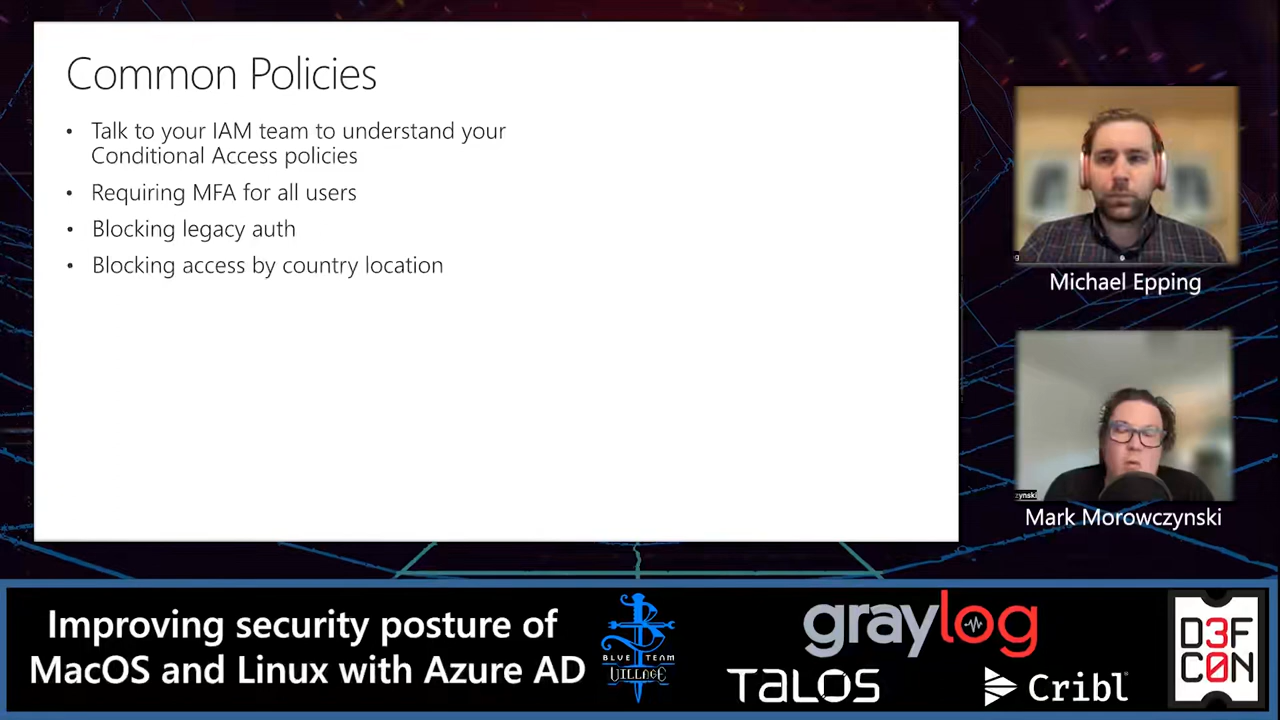 Common Policies
• Talk to your IAM team to understand your
Conditional Access policies
• Requiring MFA for all users
• Blocking legacy auth
• Blocking access by country location
Michael Epping
zynski
Mark Morowczynski
Improving security posture of
MacOS and Linux with Azure AD
BLUE TEAM
VILLAGE
graylog
TALOS
Cribl
D3F
C0N